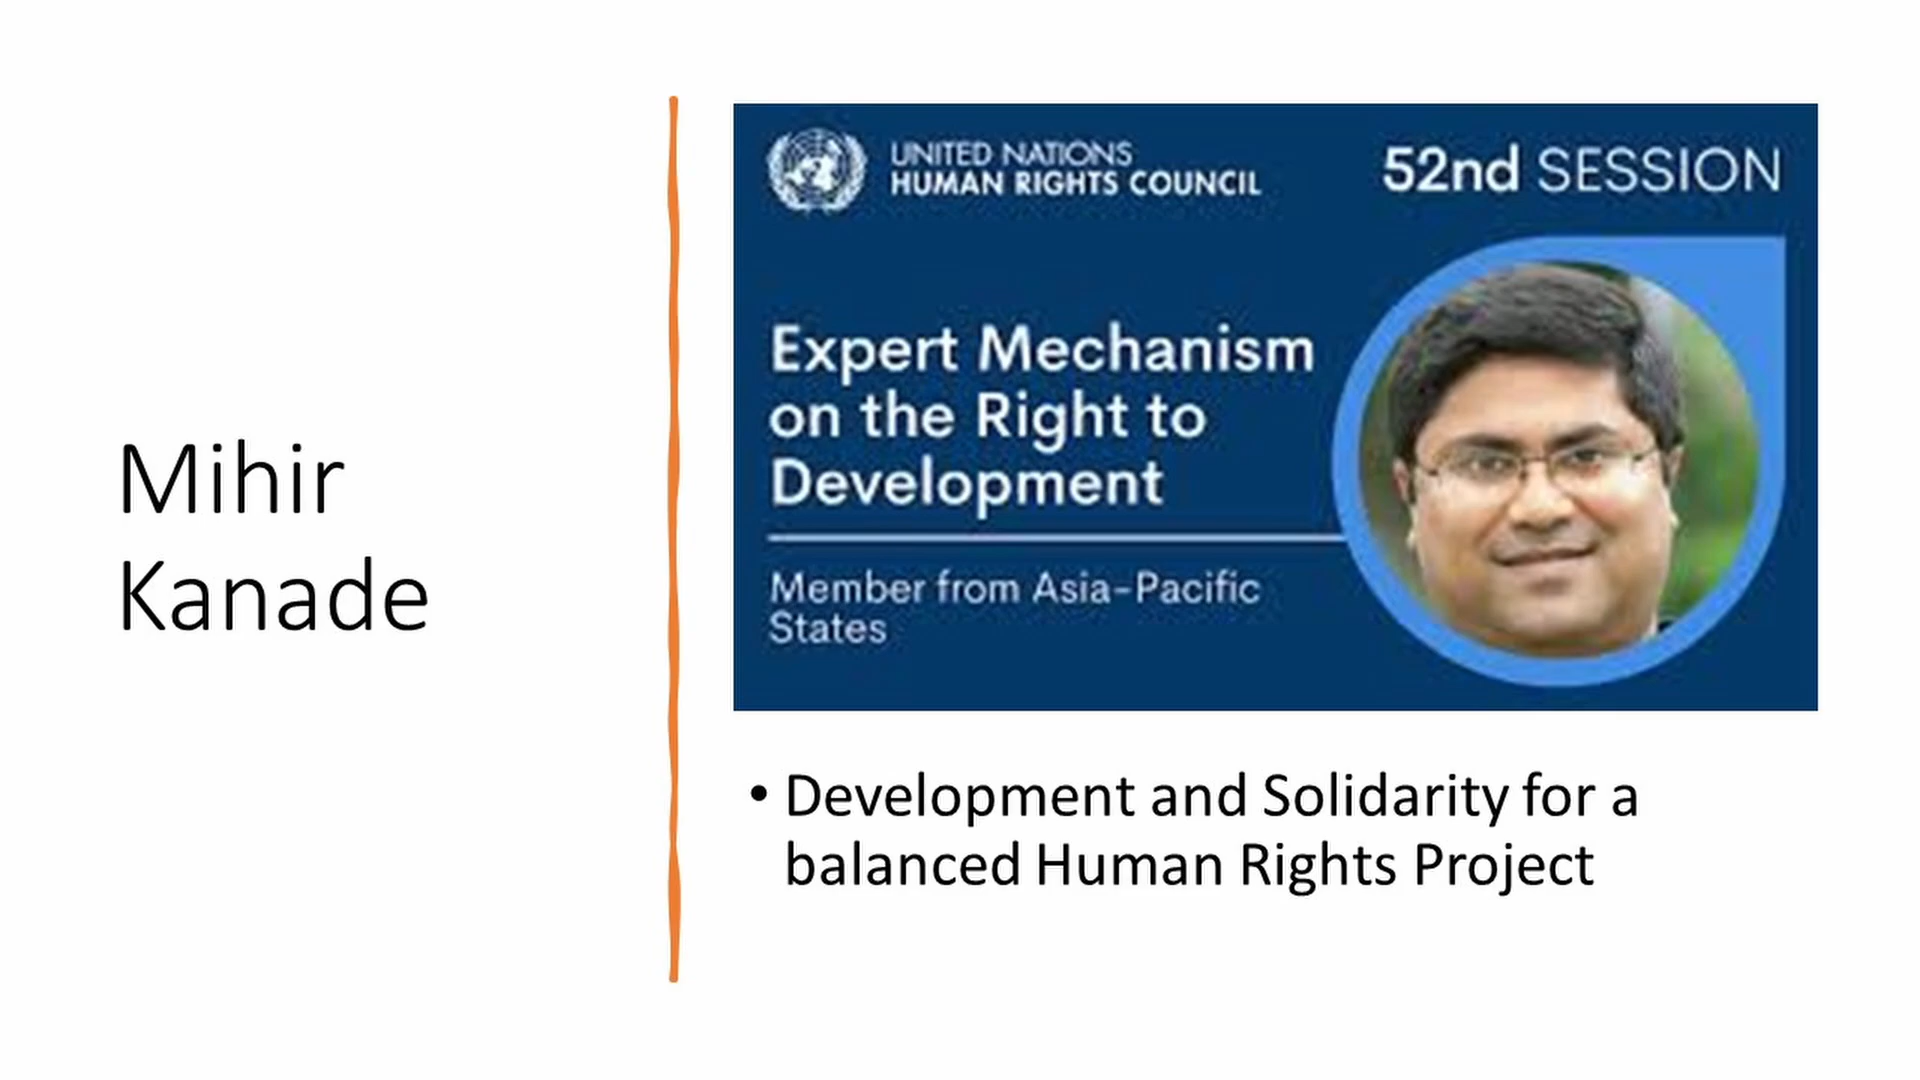 Mihir
Kanade
UNITED NATIONS
HUMAN RIGHTS COUNCIL
52nd SESSION
Expert Mechanism
on the Right to
Development
Member from Asia-Pacific
States
• Development and Solidarity for a
balanced Human Rights Project